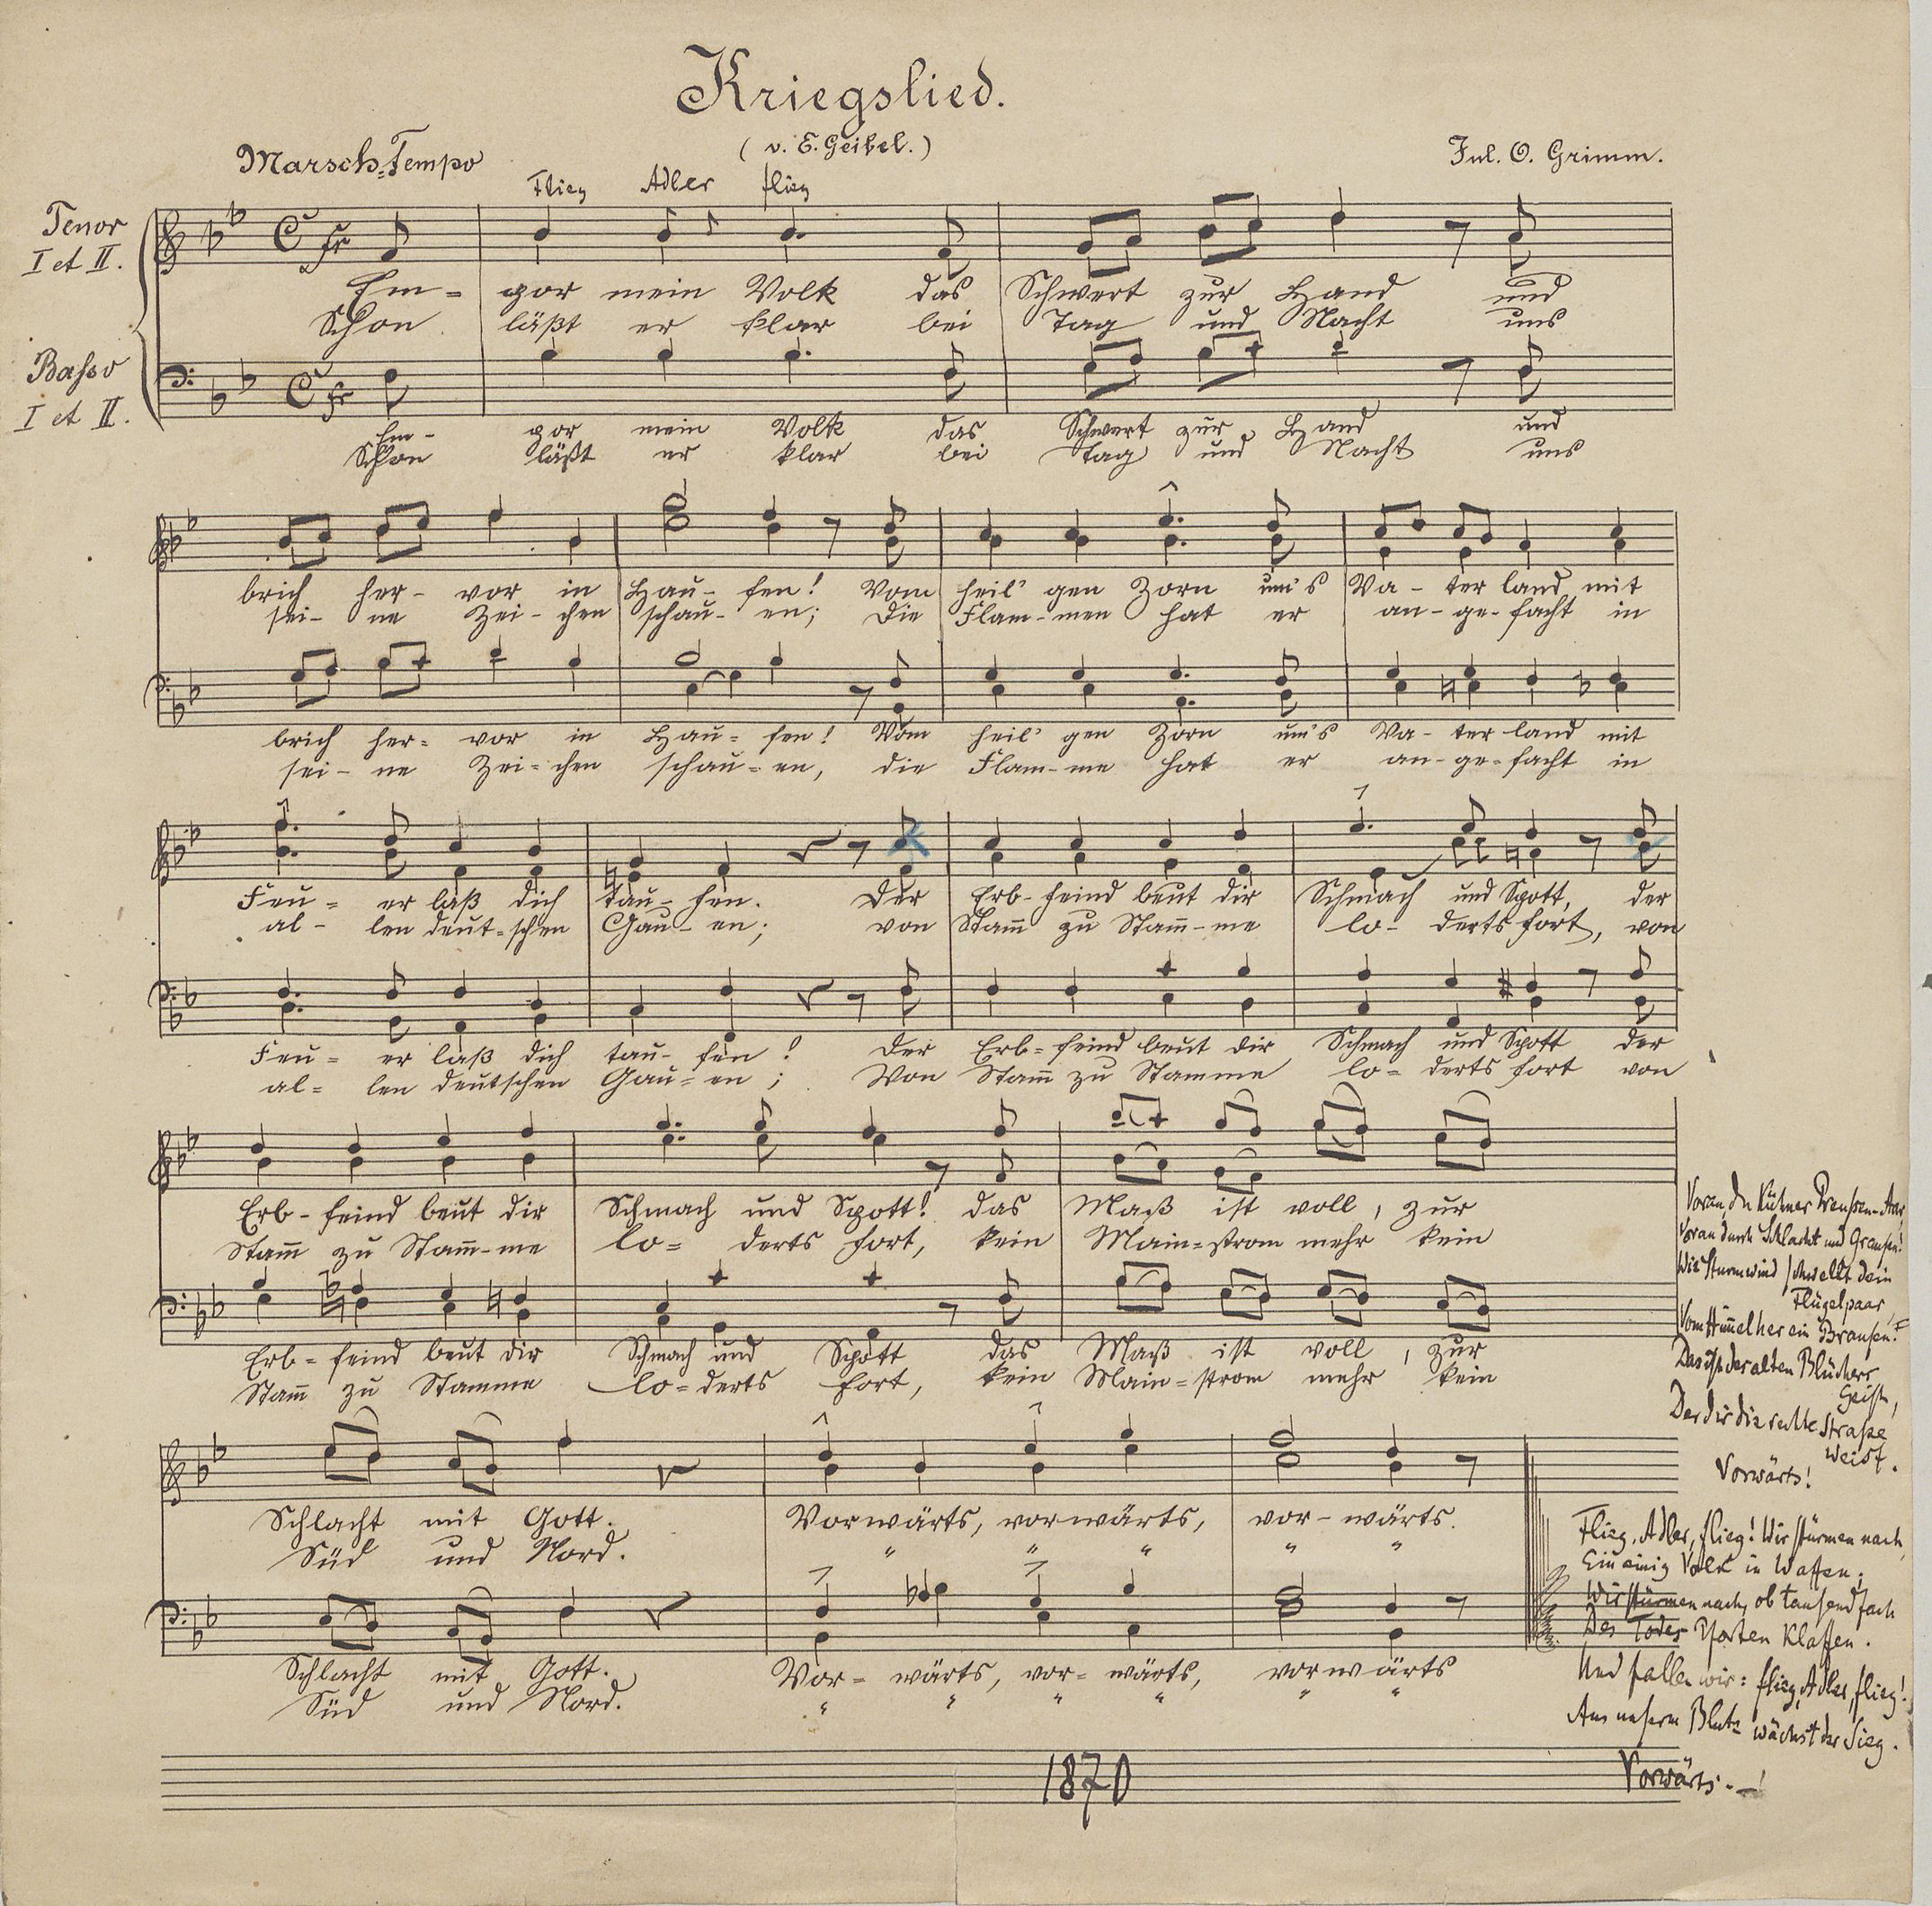 Kriegslied.
(v. E. Geibel.)
Marsch-Tempo
Jul. O. Grimm.
Flieg Adler flieg
Tenor
I et II.
Em- por mein Volk das Schwert zur Hand und
Schon läßt er klar bei Tag und Nacht uns
Basso
I et II.
Em- por mein Volk das Schwert zur Hand und
Schon läßt er klar bei Tag und Nacht uns
brich her- vor in Hau- fen! Vom heil' gen Zorn um's Va- ter land mit
sei- ne Zei- chen schau- en; Die Flam- men hat er an- ge- facht in
brich her= vor in Hau= fen! Vom heil' gen Zorn um's Va- ter land mit
sei- ne Zei= chen schau= en, die Flam- me hat er an- ge= facht in
Feu= er laß dich tau- fen. Der Erb- feind beut dir Schmach und Spott, der
al- len deut= schen Gau- en; von Stam̄ zu Stam̄- me lo- derts fort, von
Feu= er laß dich tau- fen! Der Erb= feind beut dir Schmach und Spott der
al= len deutschen Gau= en; Von Stam̄ zu Stamme lo= derts fort von
Erb- feind beut dir Schmach und Spott! das Maß ist voll, zur
Stam̄ zu Stam̄- me lo= derts fort, kein Main= strom mehr kein
Erb= feind beut dir Schmach und Spott das Maß ist voll, zur
Stam̄ zu Stamme lo= derts fort, kein Main= strom mehr kein
Schlacht mit Gott. Vorwärts, vorwärts, vor- wärts.
Süd und Nord. " " " " "
Schlacht mit Gott. Vor= wärts, vor= wärts, vorwärts
Süd und Nord. " " " " " "
Voran, du kühner Preußen-Aar,
Voran durch Schlacht und Grausen!
Wie Sturmwind schwellt dein
Flügelpaar
Vom Him̄el her ein Brausen!
Das ist des alten Blüchers
Geist,
Der dir die rechte Straße
weist.
Vorwärts!
Flieg, Adler, flieg! Wir stürmen nach,
Ein einig Volk in Waffen;
Wir stürmen nach, ob tausendfach
Des Todes Pforten klaffen.
Und fallen wir: flieg, Adler, flieg!
Aus unserm Blute wächst der Sieg.
Vorwärts. —!
1870